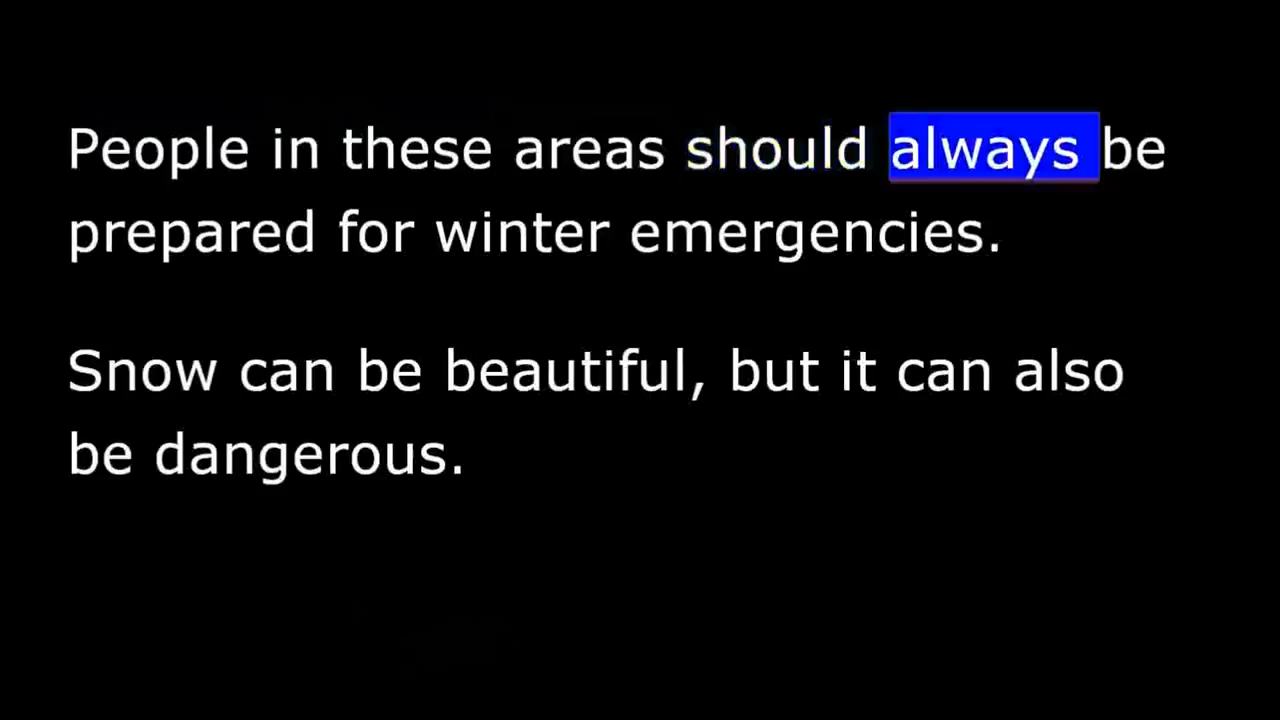 People in these areas should always be
prepared for winter emergencies.
Snow can be beautiful, but it can also
be dangerous.